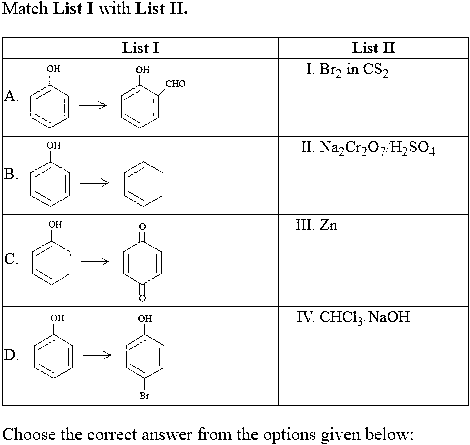 Match List I with List II.
List I List II
A. OH OH CHO I. Br₂ in CS₂
B. OH II. Na₂Cr₂O₇/H₂SO₄
C. OH O O III. Zn
D. OH OH Br IV. CHCl₃, NaOH
Choose the correct answer from the options given below: